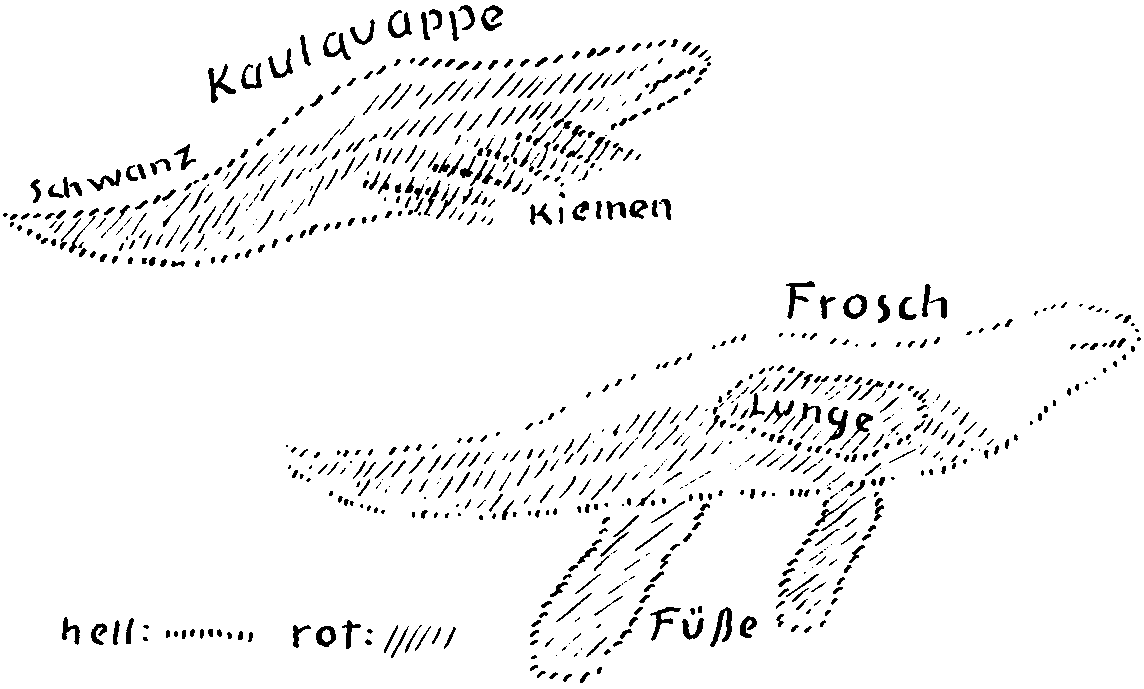 Kaulquappe
Schwanz
Kiemen
Frosch
Lunge
Füße
hell:
rot: